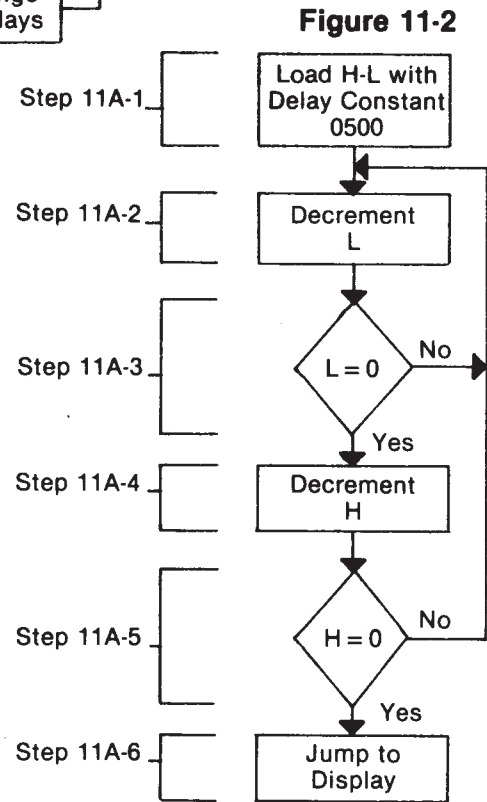 lays
Figure 11-2
Step 11A-1
Load H-L with
Delay Constant
0500
Step 11A-2
Decrement
L
Step 11A-3
L = 0
No
Yes
Step 11A-4
Decrement
H
Step 11A-5
H = 0
No
Yes
Step 11A-6
Jump to
Display